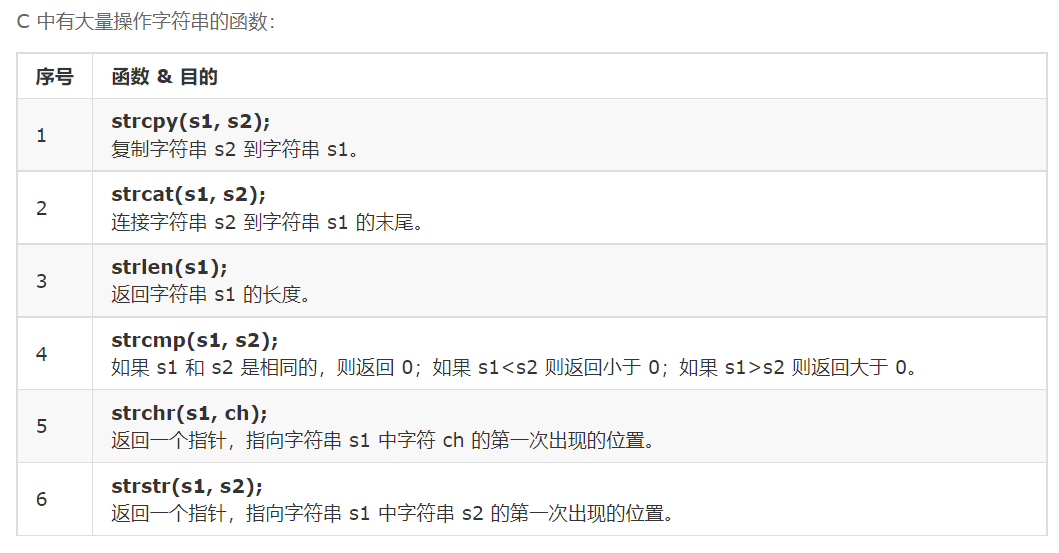 C 中有大量操作字符串的函数：
序号 函数 & 目的
1 strcpy(s1, s2);
复制字符串 s2 到字符串 s1。
2 strcat(s1, s2);
连接字符串 s2 到字符串 s1 的末尾。
3 strlen(s1);
返回字符串 s1 的长度。
4 strcmp(s1, s2);
如果 s1 和 s2 是相同的，则返回 0；如果 s1<s2 则返回小于 0；如果 s1>s2 则返回大于 0。
5 strchr(s1, ch);
返回一个指针，指向字符串 s1 中字符 ch 的第一次出现的位置。
6 strstr(s1, s2);
返回一个指针，指向字符串 s1 中字符串 s2 的第一次出现的位置。